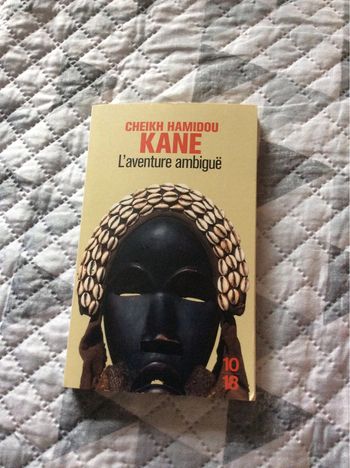 CHEIKH HAMIDOU
KANE
L'aventure ambiguë
10
18